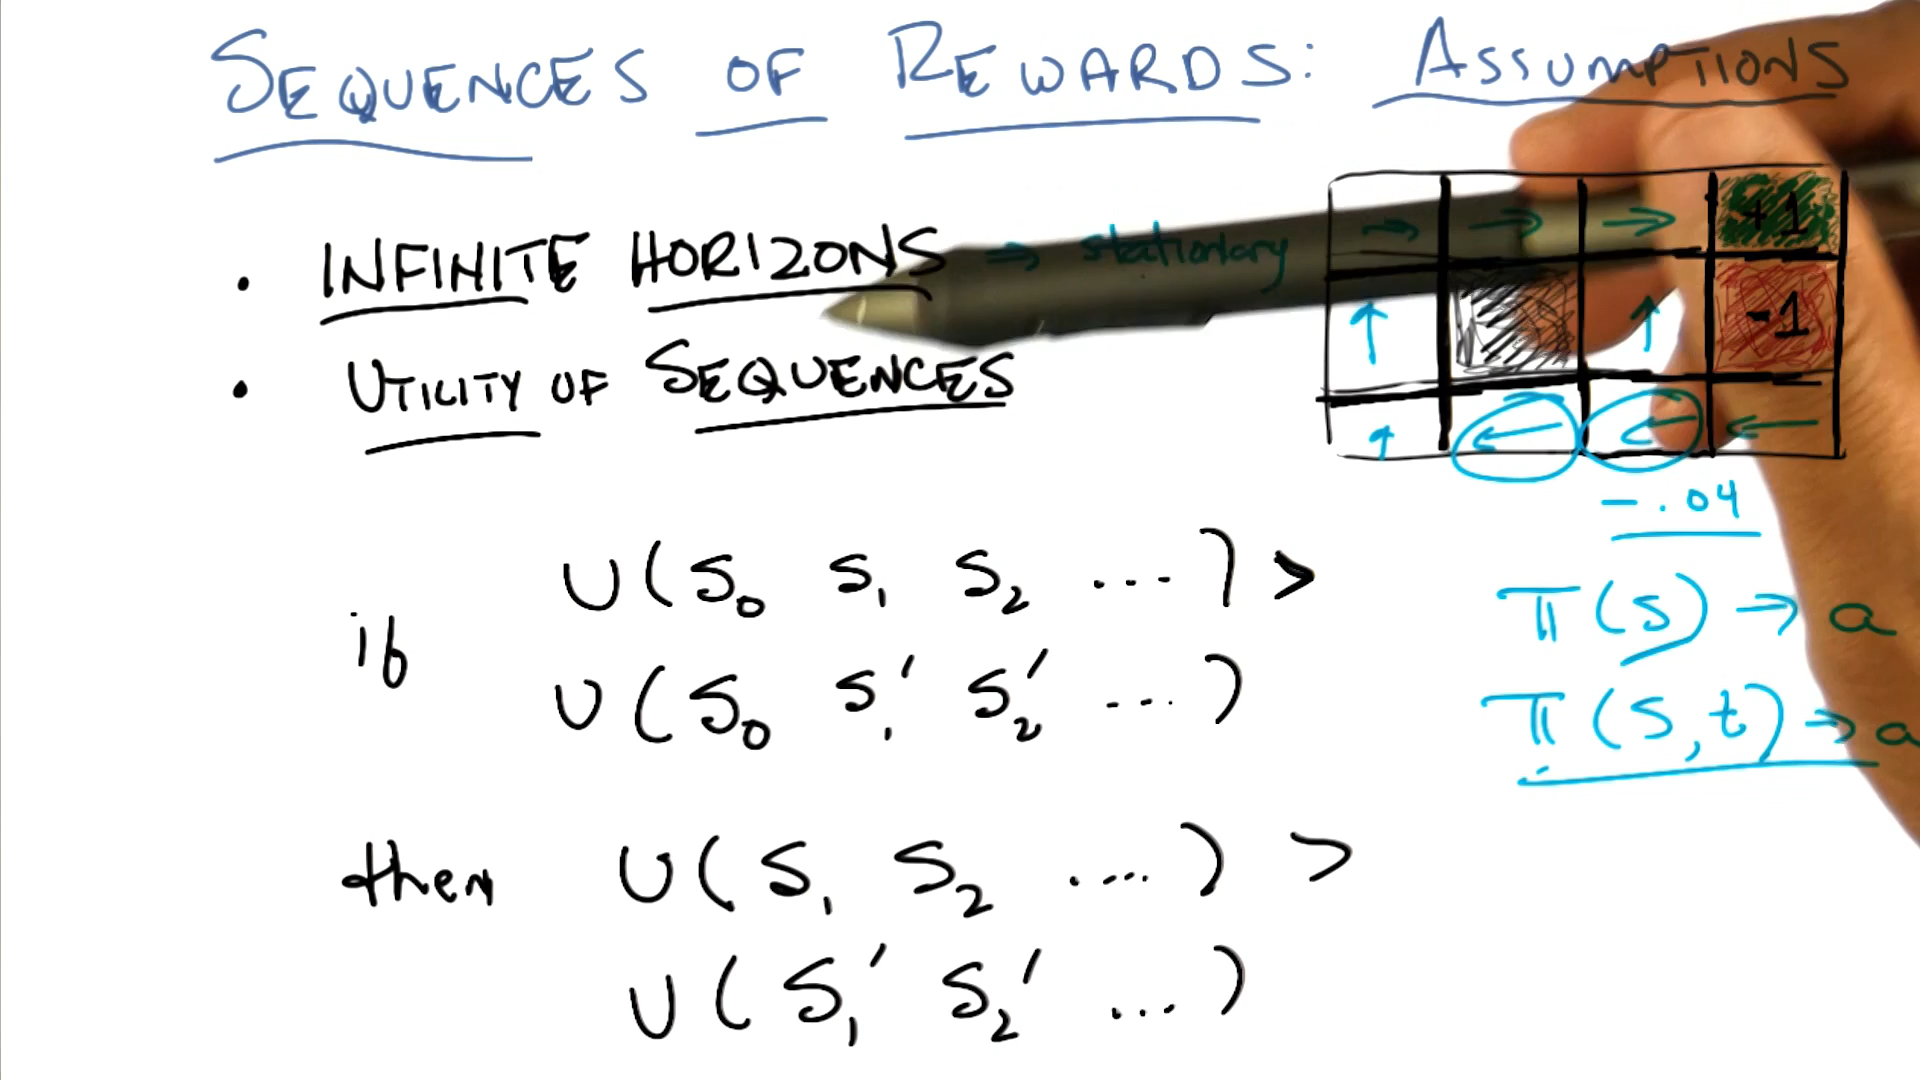 SEQUENCES OF REWARDS: ASSUMPTIONS
· INFINITE HORIZONS → stationary
· UTILITY OF SEQUENCES
→ → → +1
↑ ↑ -1
↑ ← ← ←
-.04
if U(S₀ S₁ S₂ ...) >
U(S₀ S₁' S₂' ...)
π(s) → a
π(s,t) → a
then U(S₁ S₂ ....) >
U(S₁' S₂' ...)